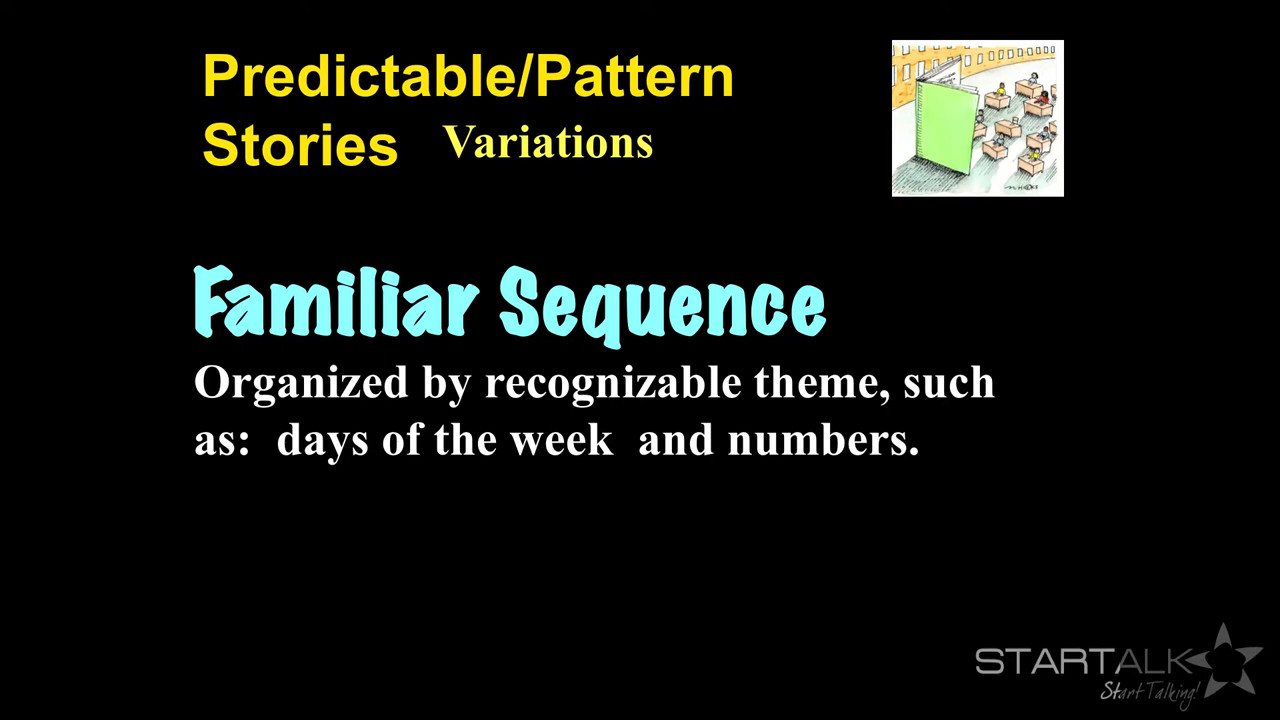 Predictable/Pattern
Stories Variations
Familiar Sequence
Organized by recognizable theme, such
as: days of the week and numbers.
STARTALK
Start Talking!